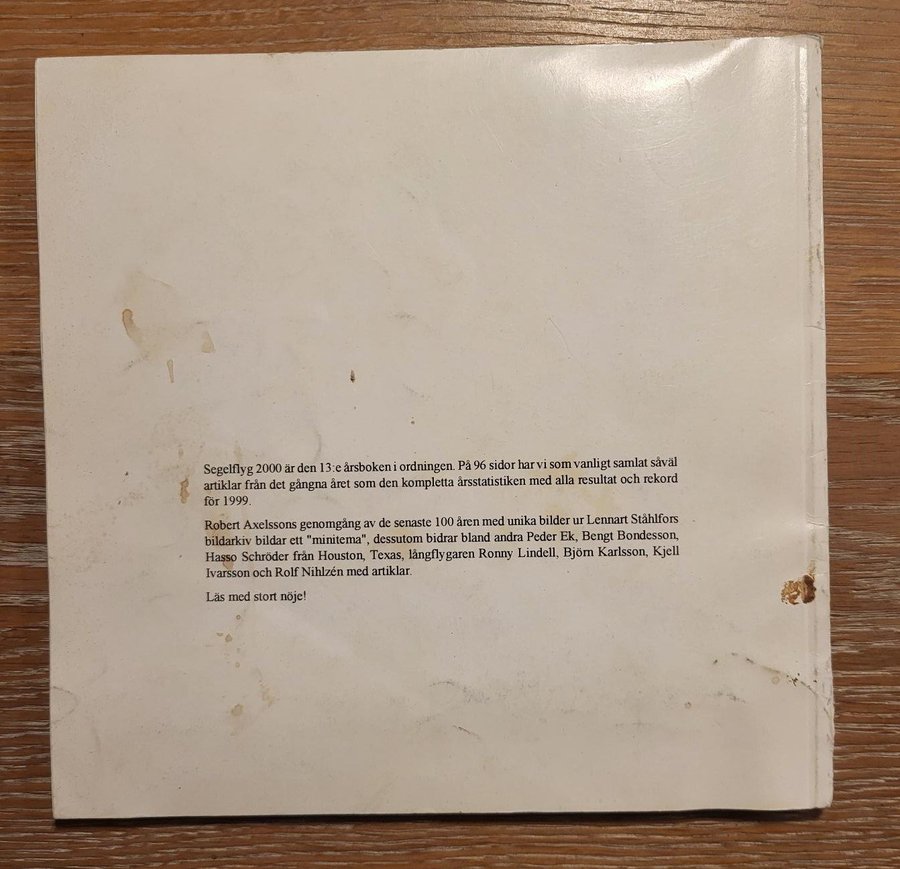 Segelflyg 2000 är den 13:e årsboken i ordningen. På 96 sidor har vi som vanligt samlat såväl
artiklar från det gångna året som den kompletta årsstatistiken med alla resultat och rekord
för 1999.
Robert Axelssons genomgång av de senaste 100 åren med unika bilder ur Lennart Ståhlfors
bildarkiv bildar ett "minitema", dessutom bidrar bland andra Peder Ek, Bengt Bondesson,
Hasso Schröder från Houston, Texas, långflygaren Ronny Lindell, Björn Karlsson, Kjell
Ivarsson och Rolf Nihlzén med artiklar.
Läs med stort nöje!